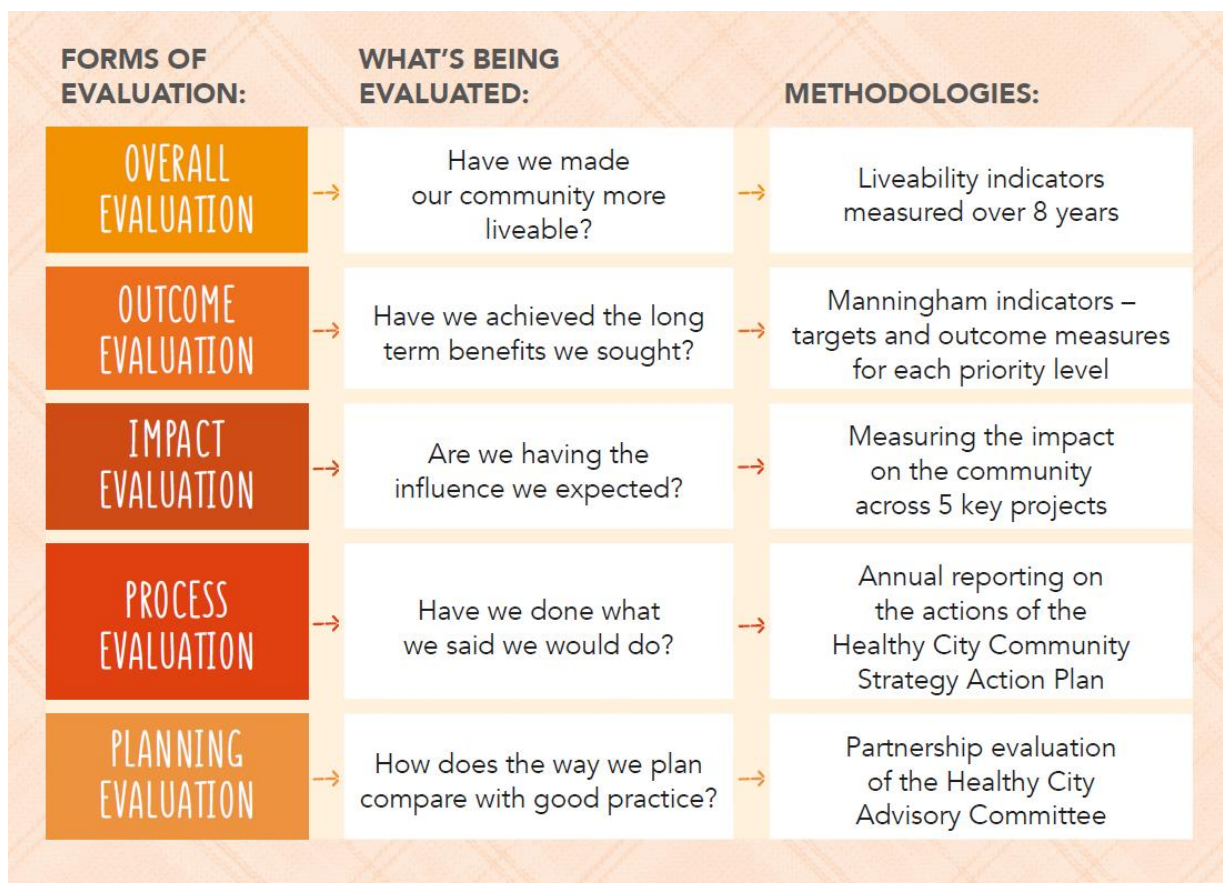 FORMS OF
EVALUATION:
WHAT'S BEING
EVALUATED:
METHODOLOGIES:
OVERALL
EVALUATION
Have we made
our community more
liveable?
Liveability indicators
measured over 8 years
OUTCOME
EVALUATION
Have we achieved the long
term benefits we sought?
Manningham indicators –
targets and outcome measures
for each priority level
IMPACT
EVALUATION
Are we having the
influence we expected?
Measuring the impact
on the community
across 5 key projects
PROCESS
EVALUATION
Have we done what
we said we would do?
Annual reporting on
the actions of the
Healthy City Community
Strategy Action Plan
PLANNING
EVALUATION
How does the way we plan
compare with good practice?
Partnership evaluation
of the Healthy City
Advisory Committee